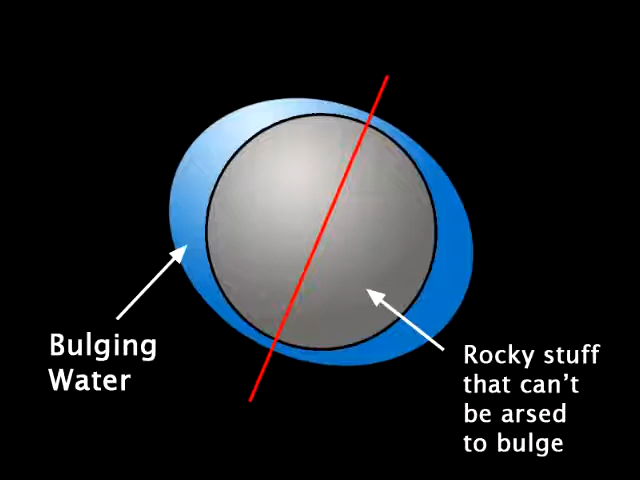 Bulging
Water
Rocky stuff
that can't
be arsed
to bulge